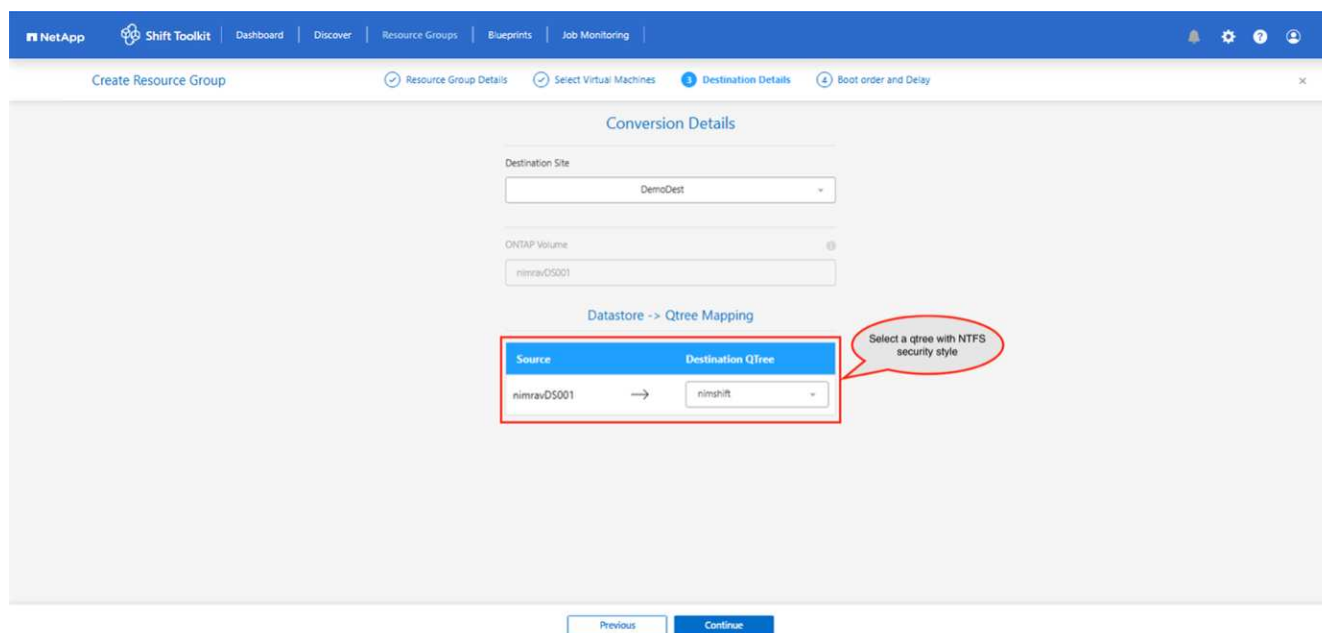 NetApp Shift Toolkit Dashboard Discover Resource Groups Blueprints Job Monitoring ?
Create Resource Group Resource Group Details Select Virtual Machines 3 Destination Details 4 Boot order and Delay ×
Conversion Details
Destination Site
DemoDest
ONTAP Volume
nimravDS001
Datastore -> Qtree Mapping
Select a qtree with NTFS
security style
Source Destination QTree
nimravDS001 → nimshift
Previous Continue